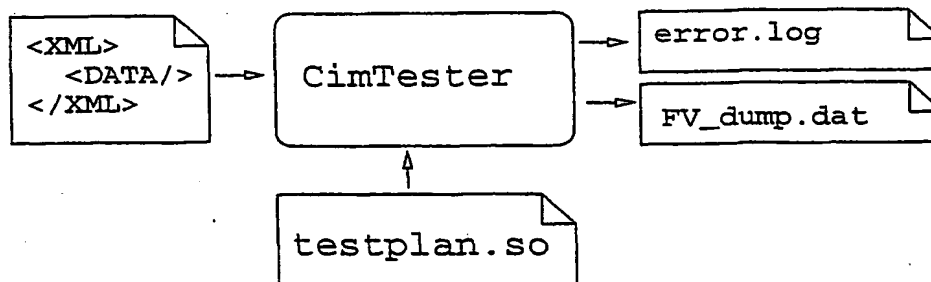 <XML>
<DATA/>
</XML>
CimTester
error.log
FV_dump.dat
testplan.so